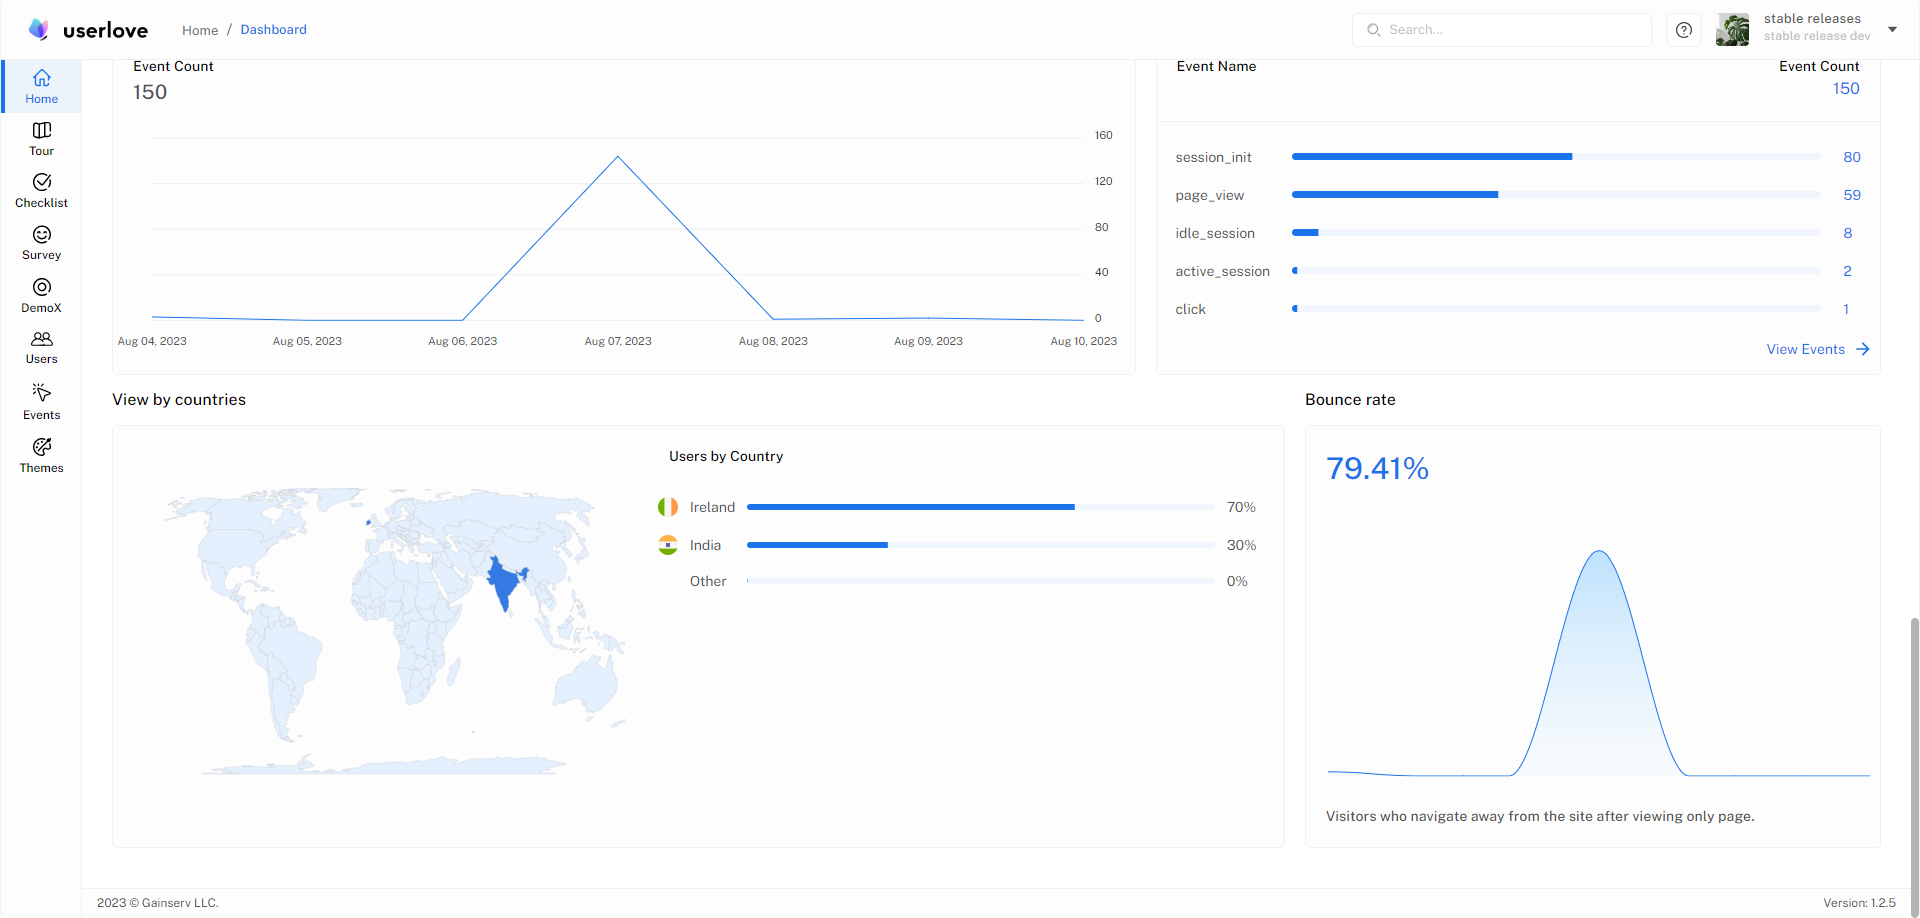 userlove
Home / Dashboard
Search...
stable releases
stable release dev
Home
Tour
Checklist
Survey
DemoX
Users
Events
Themes
Event Count
150
160
120
80
40
0
Aug 04, 2023
Aug 05, 2023
Aug 06, 2023
Aug 07, 2023
Aug 08, 2023
Aug 09, 2023
Aug 10, 2023
Event Name
Event Count
150
session_init 80
page_view 59
idle_session 8
active_session 2
click 1
View Events
View by countries
Users by Country
Ireland 70%
India 30%
Other 0%
Bounce rate
79.41%
Visitors who navigate away from the site after viewing only page.
2023 © Gainserv LLC.
Version: 1.2.5